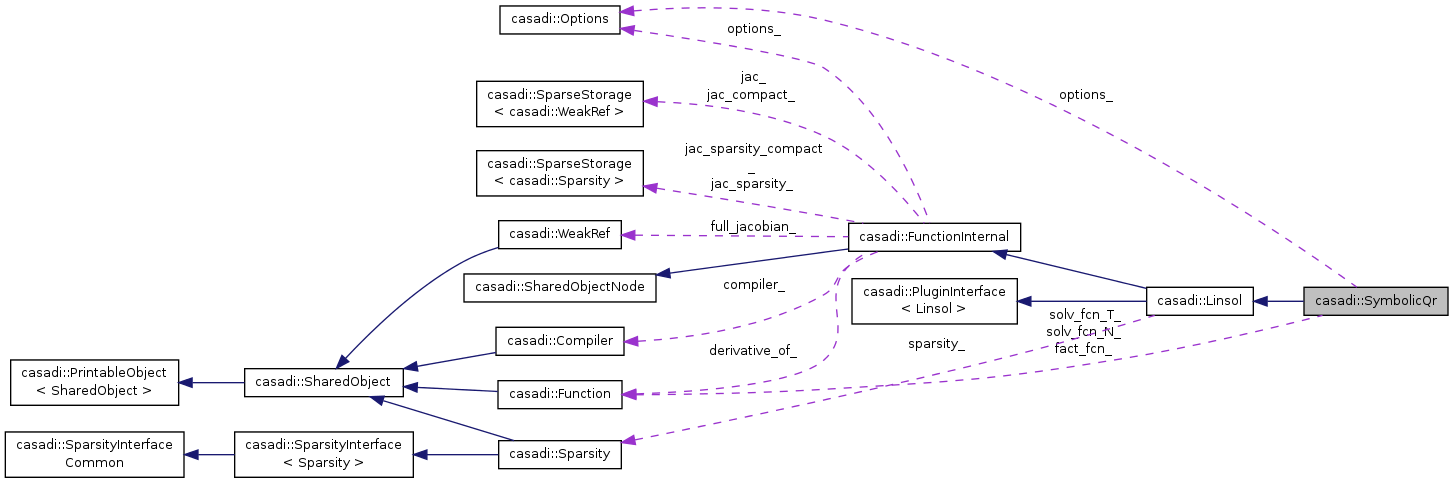 casadi::Options
options_
jac_
jac_compact_
casadi::SparseStorage
< casadi::WeakRef >
options_
jac_sparsity_compact
_
jac_sparsity_
casadi::SparseStorage
< casadi::Sparsity >
casadi::WeakRef
full_jacobian_
casadi::FunctionInternal
casadi::SharedObjectNode
compiler_
casadi::PluginInterface
< Linsol >
casadi::Linsol
casadi::SymbolicQr
solv_fcn_T_
solv_fcn_N_
fact_fcn_
casadi::Compiler
derivative_of_
sparsity_
casadi::PrintableObject
< SharedObject >
casadi::SharedObject
casadi::Function
casadi::SparsityInterface
Common
casadi::SparsityInterface
< Sparsity >
casadi::Sparsity